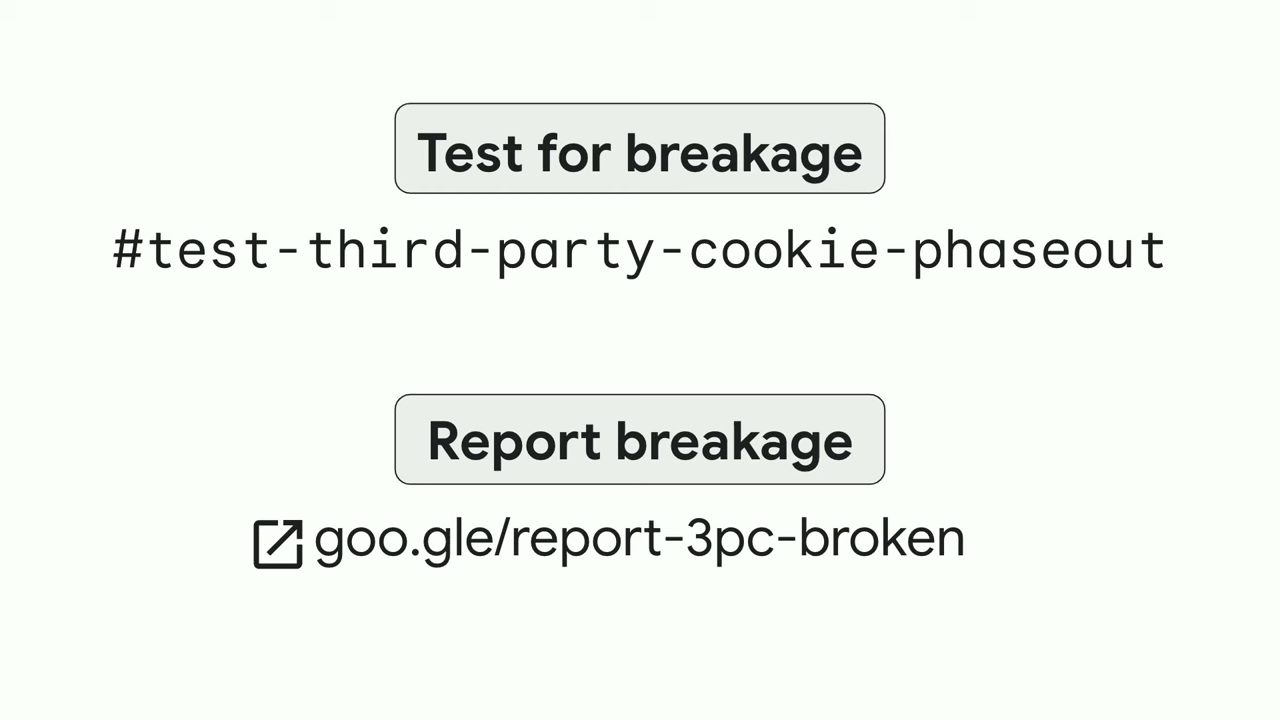 Test for breakage
#test-third-party-cookie-phaseout
Report breakage
goo.gle/report-3pc-broken